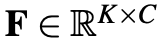 𝐅 ∈ ℝ^{K×C}